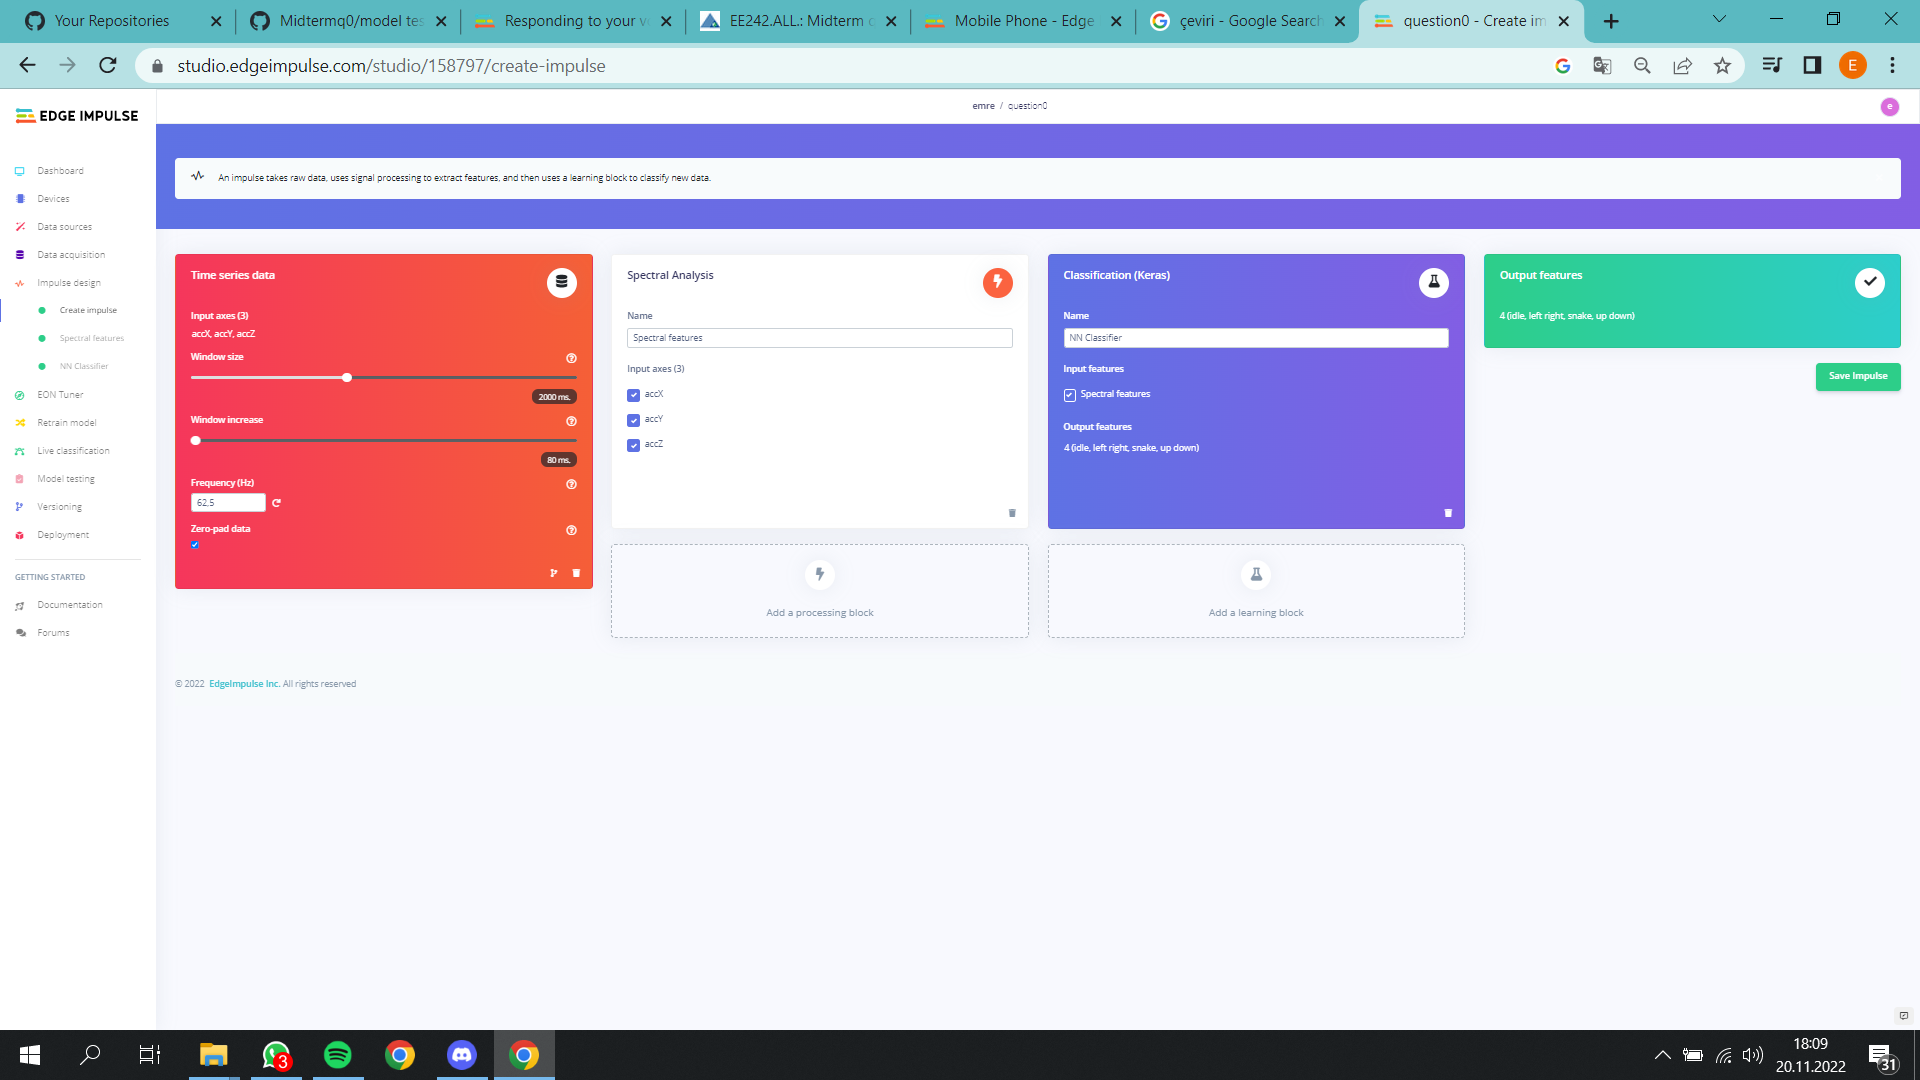 Your Repositories
Midtermq0/model tes
Responding to your v
EE242.ALL.: Midterm
Mobile Phone - Edge
çeviri - Google Search
question0 - Create im
studio.edgeimpulse.com/studio/158797/create-impulse
E
EDGE IMPULSE
emre / question0
e
Dashboard
Devices
Data sources
Data acquisition
Impulse design
Create impulse
Spectral features
NN Classifier
EON Tuner
Retrain model
Live classification
Model testing
Versioning
Deployment
GETTING STARTED
Documentation
Forums
An impulse takes raw data, uses signal processing to extract features, and then uses a learning block to classify new data.
Time series data
Input axes (3)
accX, accY, accZ
Window size
2000 ms.
Window increase
80 ms.
Frequency (Hz)
62,5
Zero-pad data
Spectral Analysis
Name
Spectral features
Input axes (3)
accX
accY
accZ
Add a processing block
Classification (Keras)
Name
NN Classifier
Input features
Spectral features
Output features
4 (idle, left right, snake, up down)
Add a learning block
Output features
4 (idle, left right, snake, up down)
Save Impulse
© 2022 EdgeImpulse Inc. All rights reserved
3
18:09
20.11.2022
31